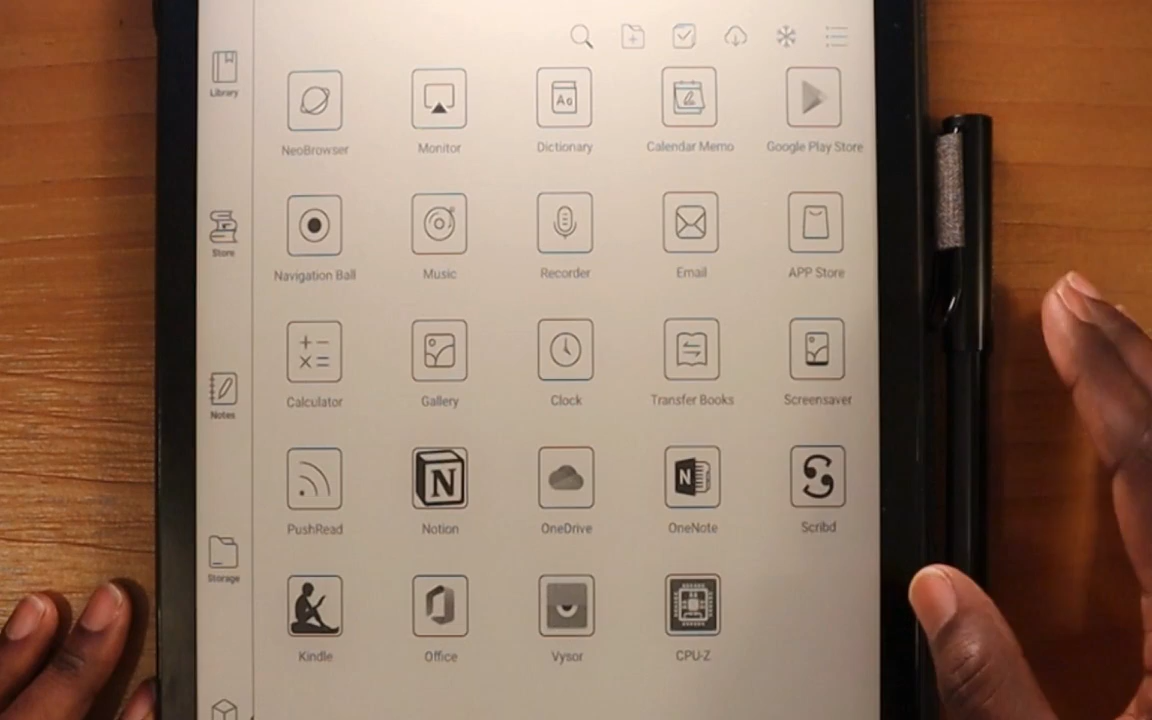 Library
Store
Notes
Storage
NeoBrowser
Monitor
Aa
Dictionary
Calendar Memo
Google Play Store
Navigation Ball
Music
Recorder
Email
APP Store
Calculator
Gallery
Clock
Transfer Books
Screensaver
PushRead
N
Notion
OneDrive
N
OneNote
Scribd
Kindle
Office
Vysor
CPU-Z